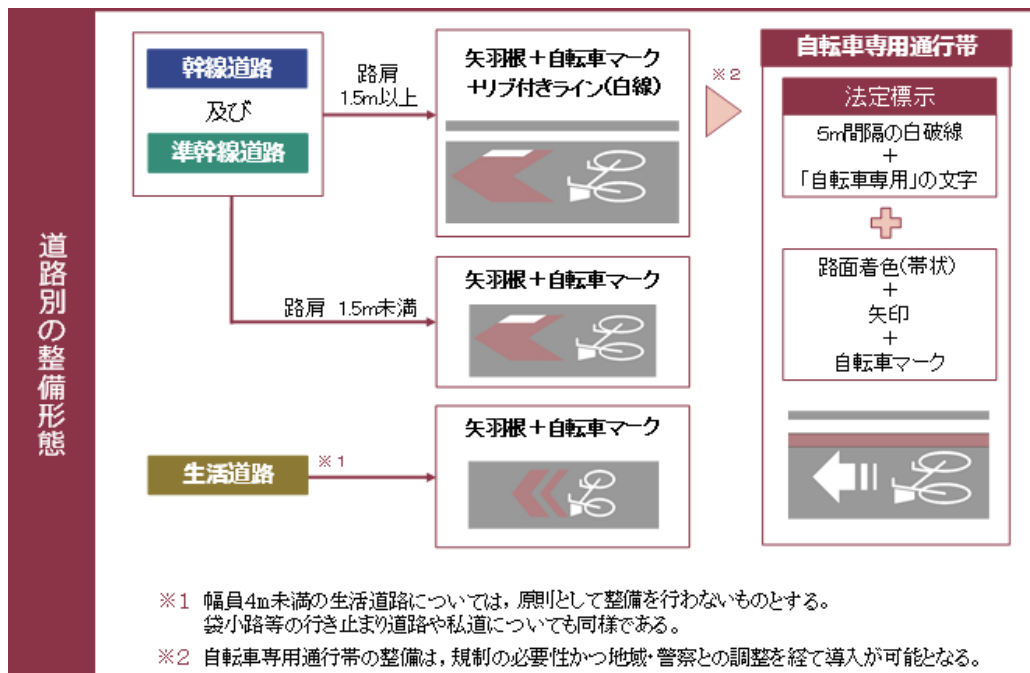 道路別の整備形態
幹線道路
及び
準幹線道路
路肩
1.5m以上
矢羽根+自転車マーク
+リブ付きライン(白線)
※2
自転車専用通行帯
法定標示
5m間隔の白破線
+
「自転車専用」の文字
路面着色(帯状)
+
矢印
+
自転車マーク
路肩 1.5m未満
矢羽根+自転車マーク
生活道路
※1
矢羽根+自転車マーク
※1 幅員4m未満の生活道路については,原則として整備を行わないものとする。
袋小路等の行き止まり道路や私道についても同様である。
※2 自転車専用通行帯の整備は,規制の必要性かつ地域・警察との調整を経て導入が可能となる。